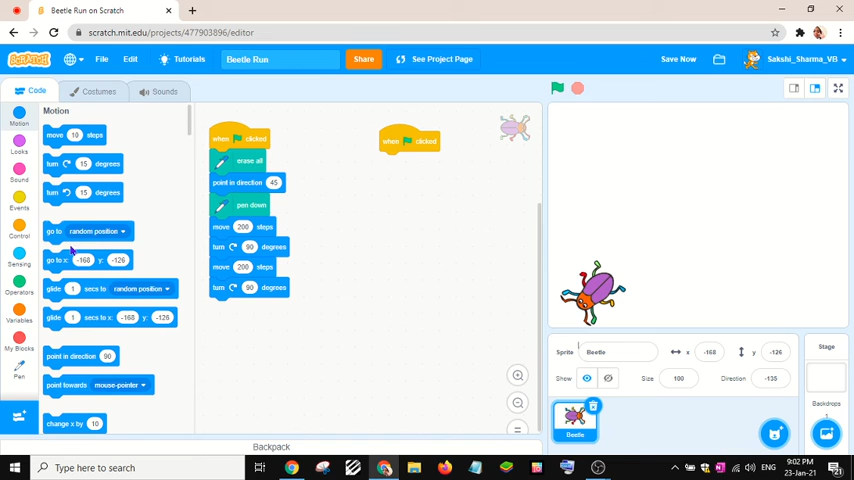 Beetle Run on Scratch
scratch.mit.edu/projects/477903896/editor
SCRATCH
File
Edit
Tutorials
Beetle Run
Share
See Project Page
Save Now
Sakshi_Sharma_VB
Code
Costumes
Sounds
Motion
Looks
Sound
Events
Control
Sensing
Operators
Variables
My Blocks
Pen
Motion
move 10 steps
turn 15 degrees
turn 15 degrees
go to random position
go to x: -168 y: -126
glide 1 secs to random position
glide 1 secs to x: -168 y: -126
point in direction 90
point towards mouse-pointer
change x by 10
when clicked
erase all
point in direction 45
pen down
move 200 steps
turn 90 degrees
move 200 steps
turn 90 degrees
when clicked
Sprite Beetle x -168 y -126
Show Size 100 Direction -135
Beetle
Stage
Backdrops
1
Backpack
Type here to search
ENG
9:02 PM
23-Jan-21
21